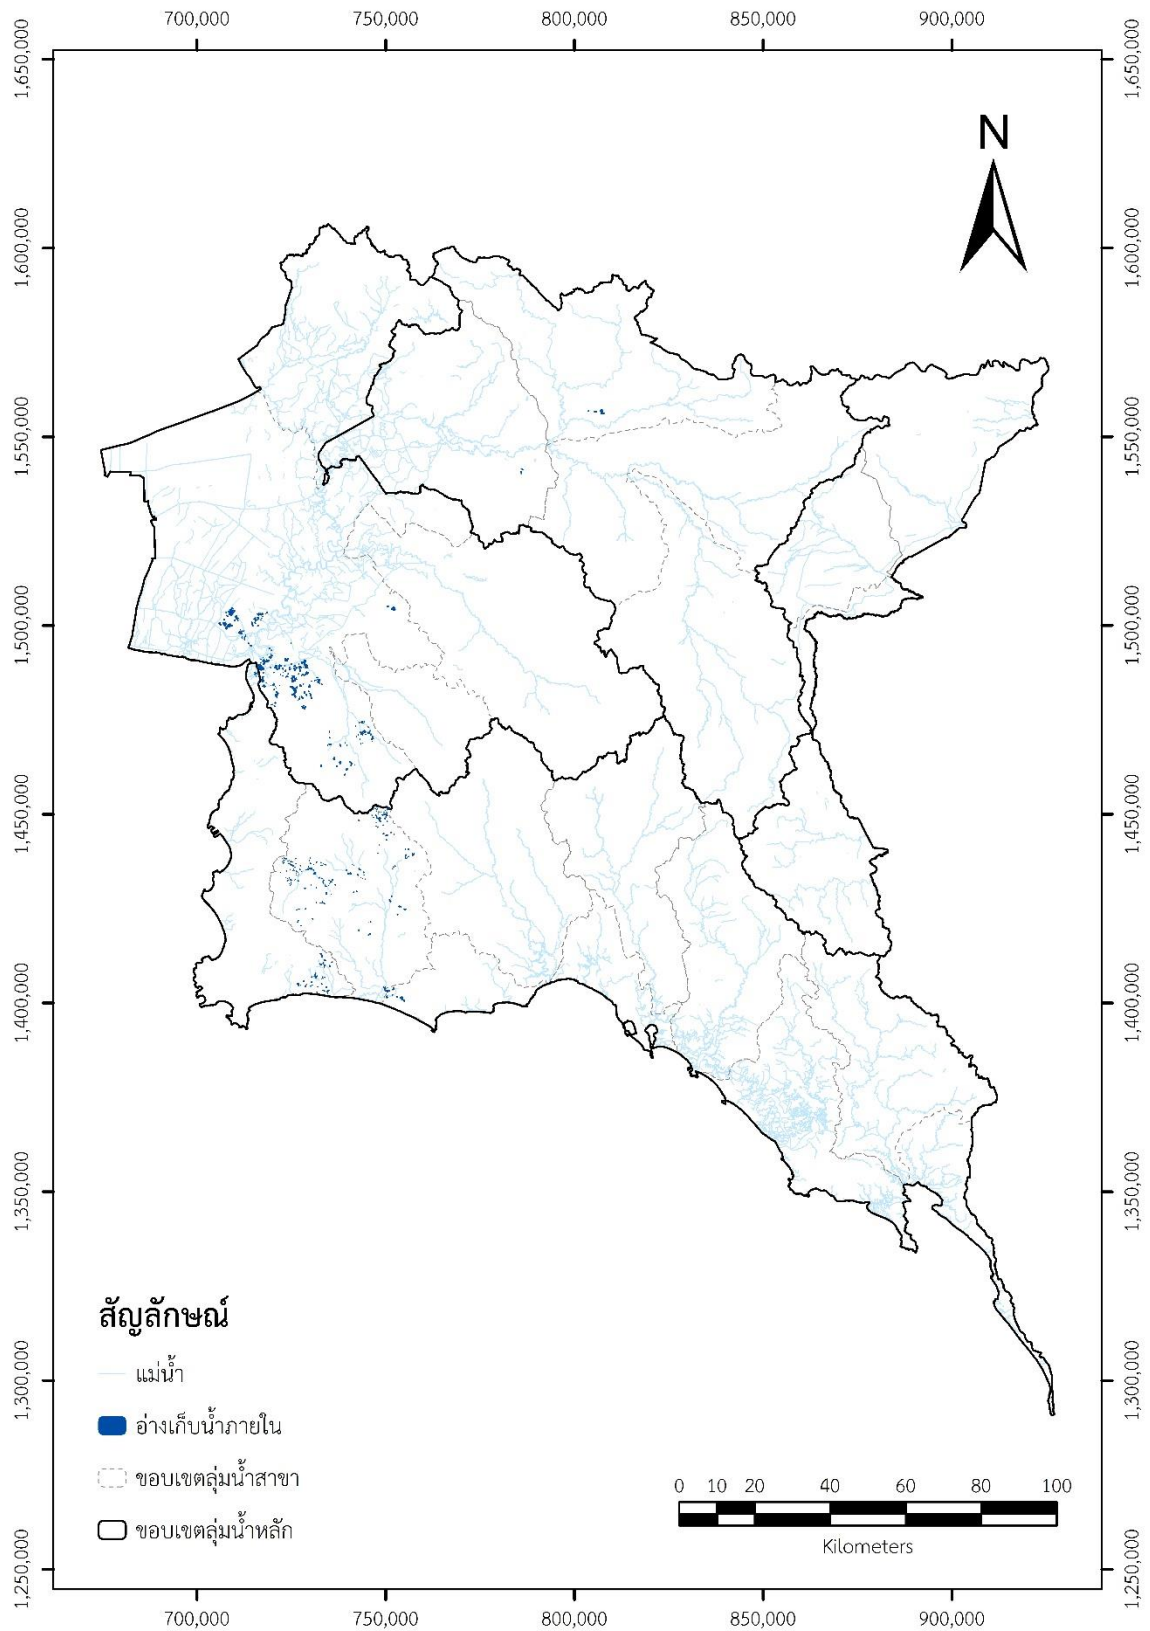 700,000 750,000 800,000 850,000 900,000
1,650,000 1,650,000
N
1,600,000 1,600,000
1,550,000 1,550,000
1,500,000 1,500,000
1,450,000 1,450,000
1,400,000 1,400,000
1,350,000 1,350,000
1,300,000 1,300,000
1,250,000 1,250,000
สัญลักษณ์
แม่น้ำ
อ่างเก็บน้ำภายใน
ขอบเขตลุ่มน้ำสาขา
ขอบเขตลุ่มน้ำหลัก
0 10 20 40 60 80 100
Kilometers
700,000 750,000 800,000 850,000 900,000